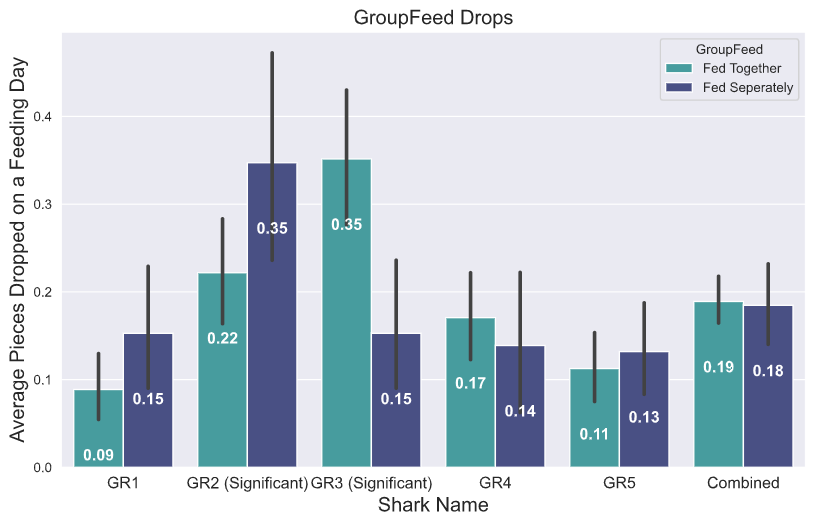 GroupFeed Drops
GroupFeed
Fed Together
Fed Seperately
Average Pieces Dropped on a Feeding Day
0.4
0.3
0.2
0.1
0.0
0.09
0.15
0.22
0.35
0.35
0.15
0.17
0.14
0.11
0.13
0.19
0.18
GR1
GR2 (Significant)
GR3 (Significant)
GR4
GR5
Combined
Shark Name